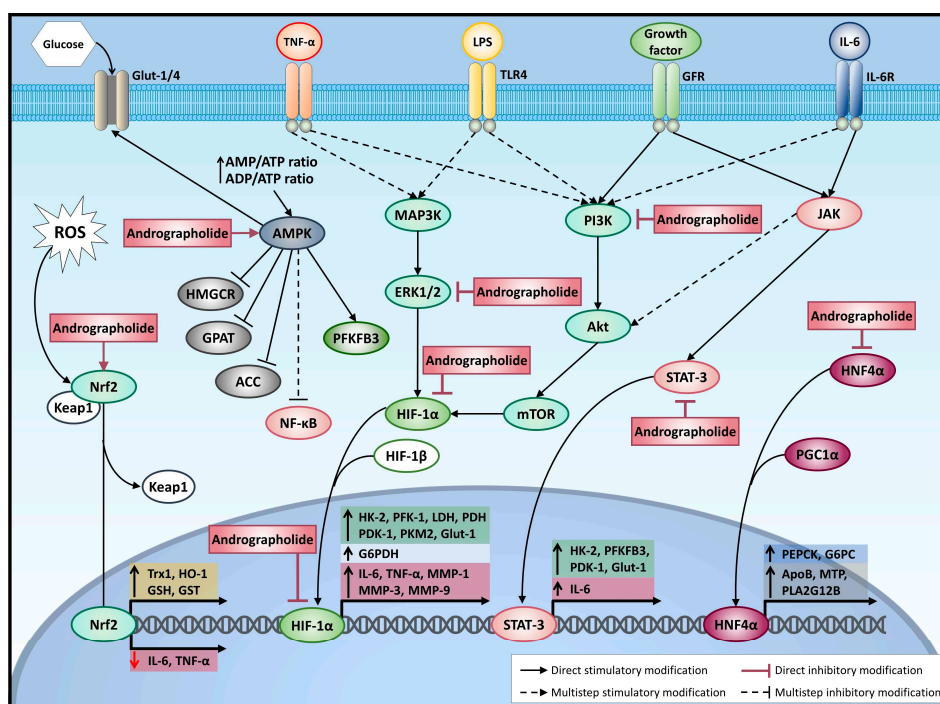 Glucose
TNF-α
LPS
Growth
factor
IL-6
Glut-1/4
TLR4
GFR
IL-6R
AMP/ATP ratio
ADP/ATP ratio
MAP3K
PI3K
Andrographolide
JAK
ROS
Andrographolide
AMPK
HMGCR
ERK1/2
Andrographolide
Andrographolide
GPAT
PFKFB3
Akt
Andrographolide
Andrographolide
ACC
STAT-3
HNF4α
Nrf2
Keap1
NF-κB
HIF-1α
mTOR
Andrographolide
HIF-1β
PGC1α
Keap1
Andrographolide
HK-2, PFK-1, LDH, PDH
PDK-1, PKM2, Glut-1
G6PDH
IL-6, TNF-α, MMP-1
MMP-3, MMP-9
HK-2, PFKFB3,
PDK-1, Glut-1
IL-6
PEPCK, G6PC
ApoB, MTP,
PLA2G12B
Trx1, HO-1
GSH, GST
Nrf2
HIF-1α
STAT-3
HNF4α
IL-6, TNF-α
Direct stimulatory modification
Direct inhibitory modification
Multistep stimulatory modification
Multistep inhibitory modification